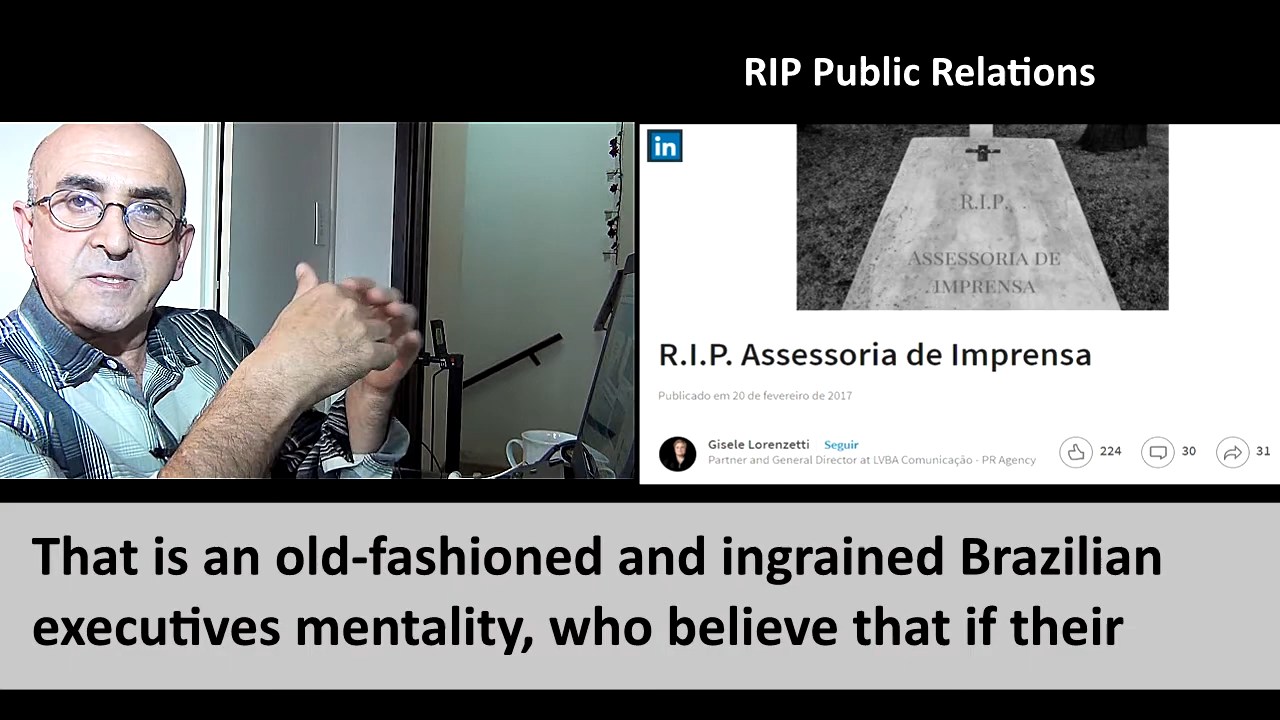 RIP Public Relations
in
R.I.P.
ASSESSORIA DE
IMPRENSA
R.I.P. Assessoria de Imprensa
Publicado em 20 de fevereiro de 2017
Gisele Lorenzetti Seguir
Partner and General Director at LVBA Comunicação - PR Agency
224 30 31
That is an old-fashioned and ingrained Brazilian
executives mentality, who believe that if their